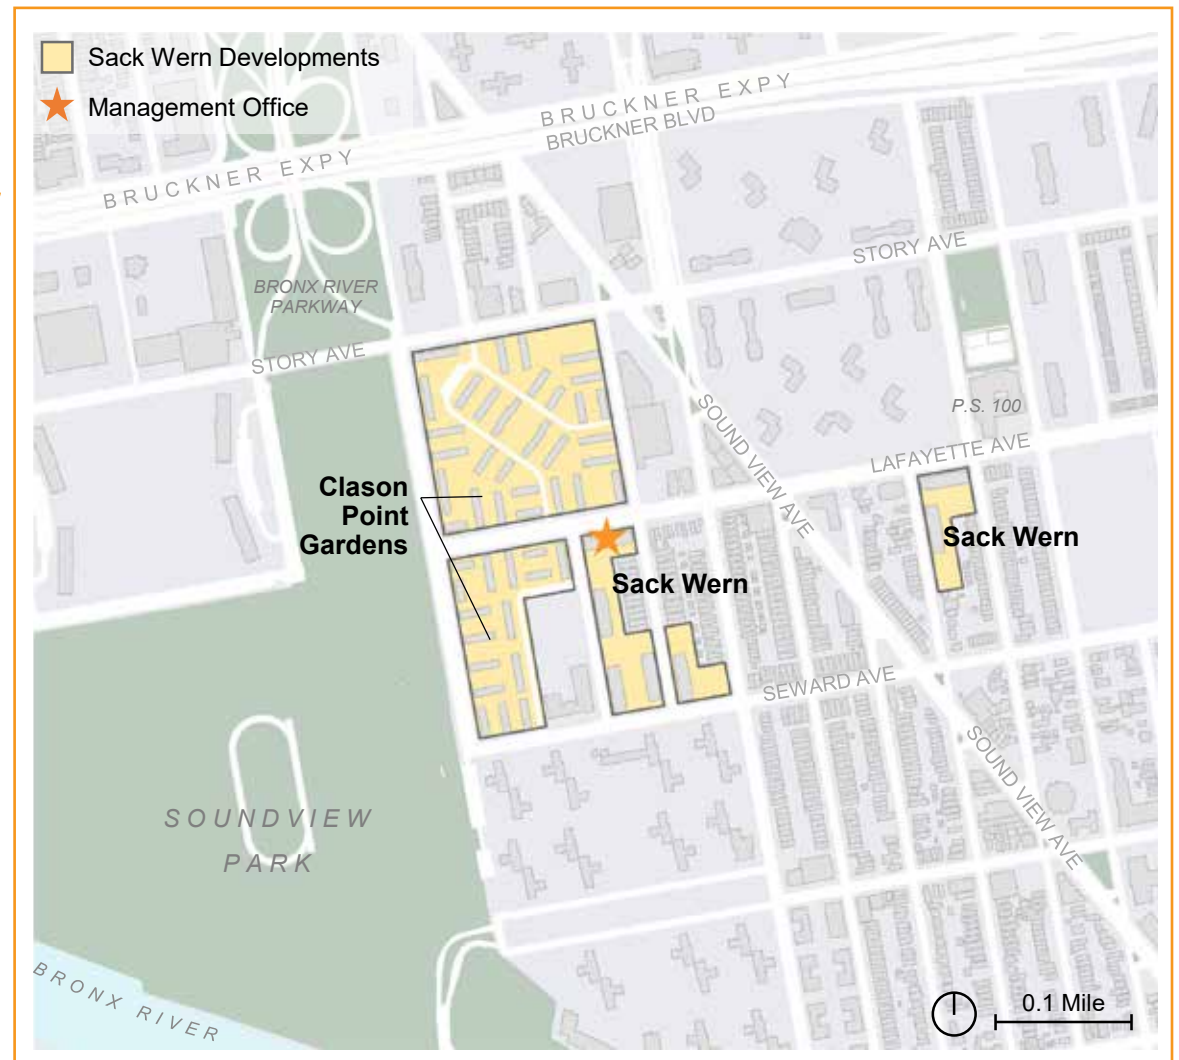 Sack Wern Developments
Management Office
BRUCKNER EXPY
BRUCKNER BLVD
BRUCKNER EXPY
STORY AVE
BRONX RIVER
PARKWAY
STORY AVE
P.S. 100
SOUND VIEW AVE
LAFAYETTE AVE
Clason
Point
Gardens
Sack Wern
Sack Wern
SEWARD AVE
SOUND VIEW AVE
SOUNDVIEW
PARK
BRONX RIVER
0.1 Mile